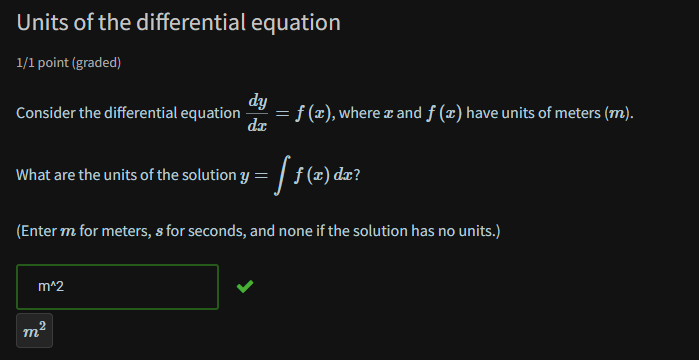 Units of the differential equation
1/1 point (graded)
Consider the differential equation dy/dx = f (x), where x and f (x) have units of meters (m).
What are the units of the solution y = ∫ f (x) dx?
(Enter m for meters, s for seconds, and none if the solution has no units.)
m^2
m²